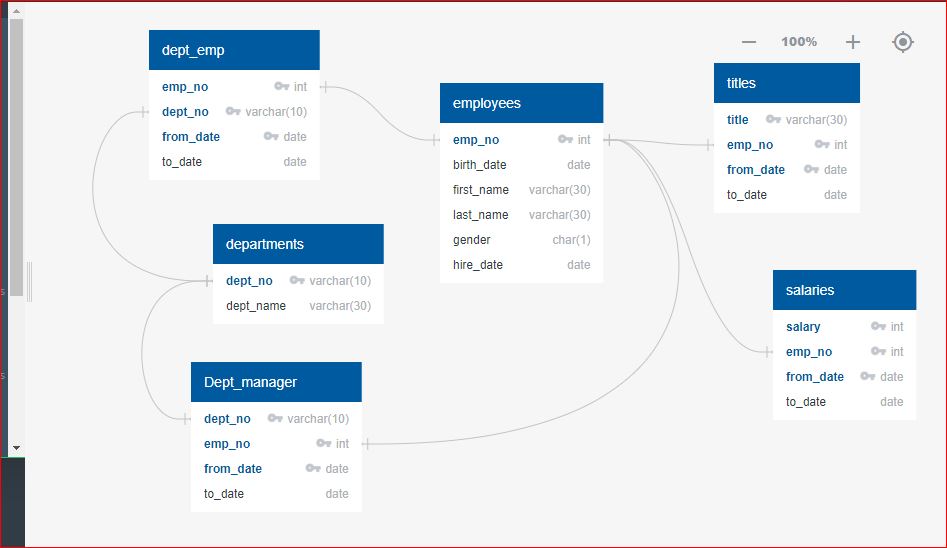 100%
dept_emp
emp_no int
dept_no varchar(10)
from_date date
to_date date
employees
emp_no int
birth_date date
first_name varchar(30)
last_name varchar(30)
gender char(1)
hire_date date
titles
title varchar(30)
emp_no int
from_date date
to_date date
departments
dept_no varchar(10)
dept_name varchar(30)
salaries
salary int
emp_no int
from_date date
to_date date
Dept_manager
dept_no varchar(10)
emp_no int
from_date date
to_date date
s
s